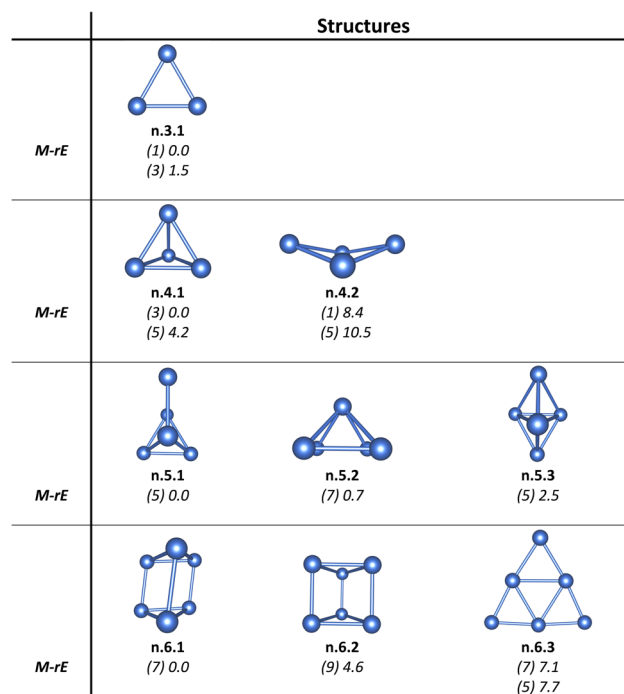 Structures
n.3.1
M-rE (1) 0.0
(3) 1.5
n.4.1 n.4.2
M-rE (3) 0.0 (1) 8.4
(5) 4.2 (5) 10.5
n.5.1 n.5.2 n.5.3
M-rE (5) 0.0 (7) 0.7 (5) 2.5
n.6.1 n.6.2 n.6.3
M-rE (7) 0.0 (9) 4.6 (7) 7.1
(5) 7.7